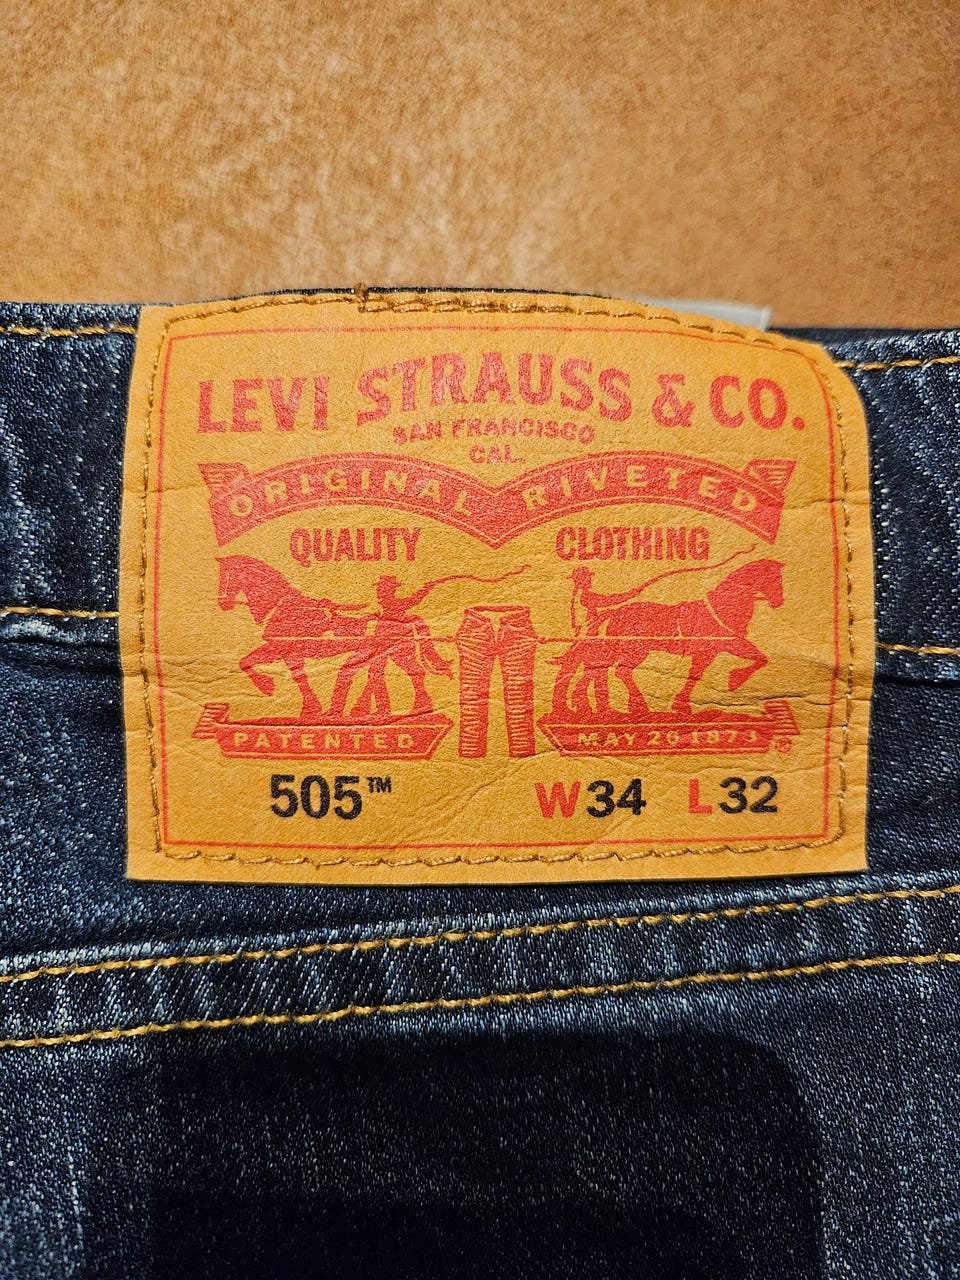 LEVI STRAUSS & CO.
SAN FRANCISCO
CAL.
ORIGINAL RIVETED
QUALITY CLOTHING
PATENTED MAY 20 1873 ®
505™ W34 L32